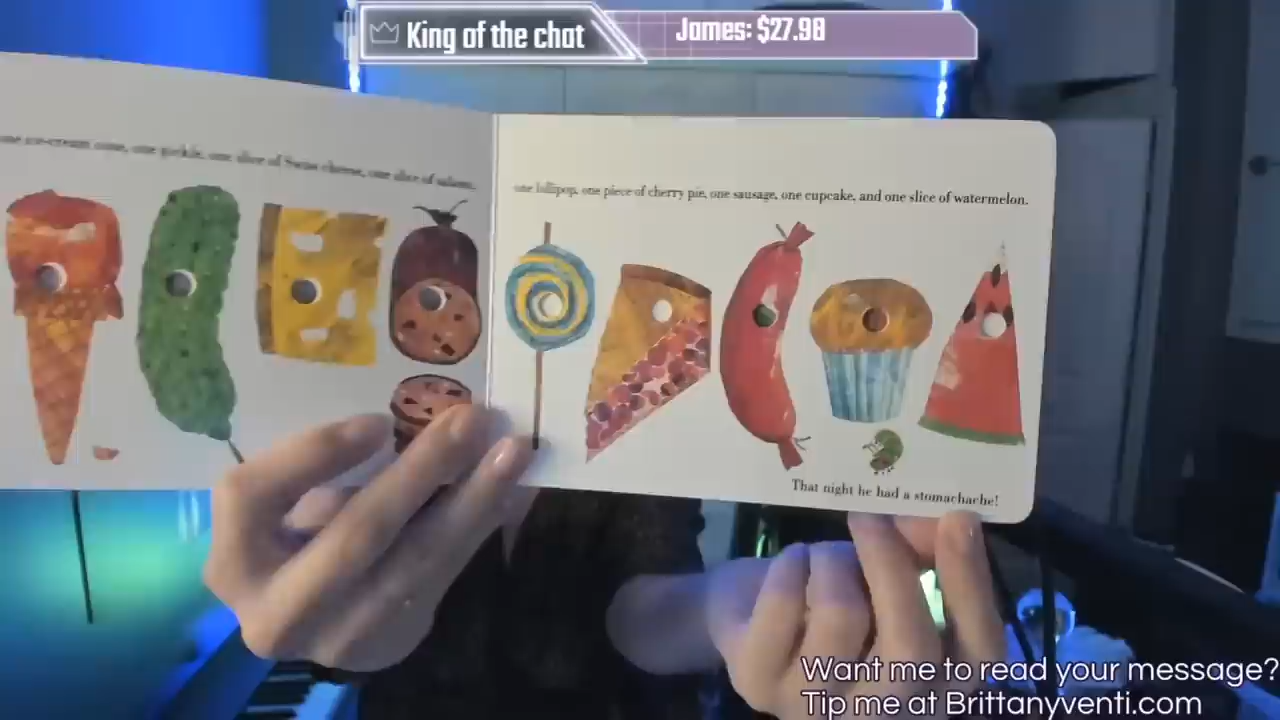 King of the chat
James: $27.98
one ice-cream cone, one pickle, one slice of Swiss cheese, one slice of salami,
one lollipop, one piece of cherry pie, one sausage, one cupcake, and one slice of watermelon.
That night he had a stomachache!
Want me to read your message?
Tip me at Brittanyventi.com